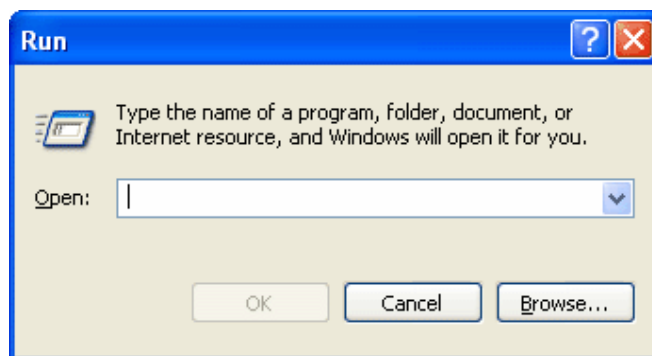 Run
?
Type the name of a program, folder, document, or
Internet resource, and Windows will open it for you.
Open:
OK Cancel Browse...